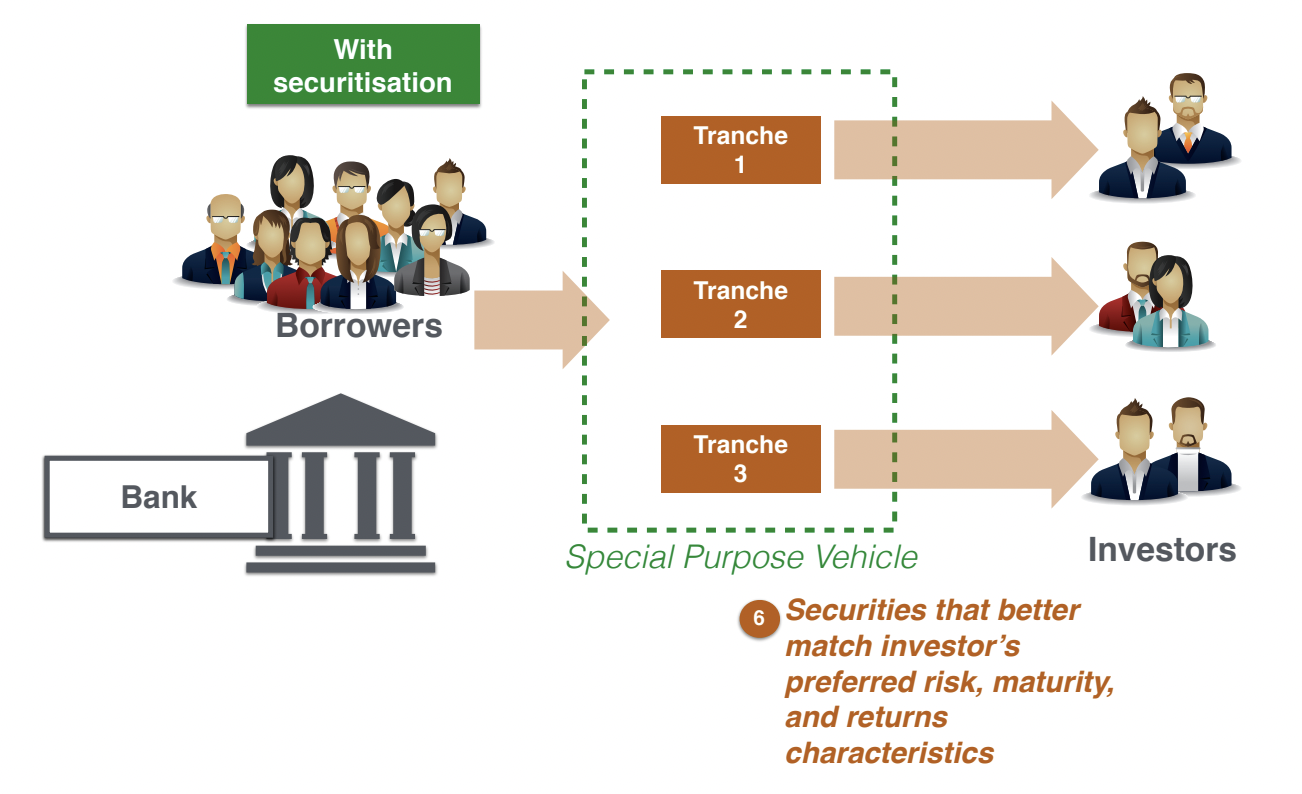 With
securitisation
Tranche
1
Borrowers
Tranche
2
Bank
Tranche
3
Special Purpose Vehicle
Investors
6
Securities that better
match investor’s
preferred risk, maturity,
and returns
characteristics